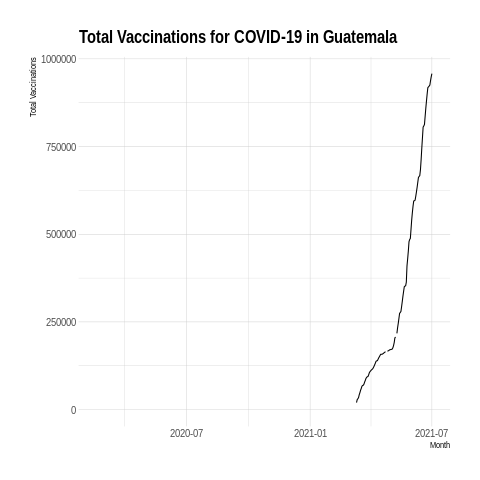 Total Vaccinations for COVID-19 in Guatemala
Total Vaccinations
1000000
750000
500000
250000
0
2020-07 2021-01 2021-07
Month